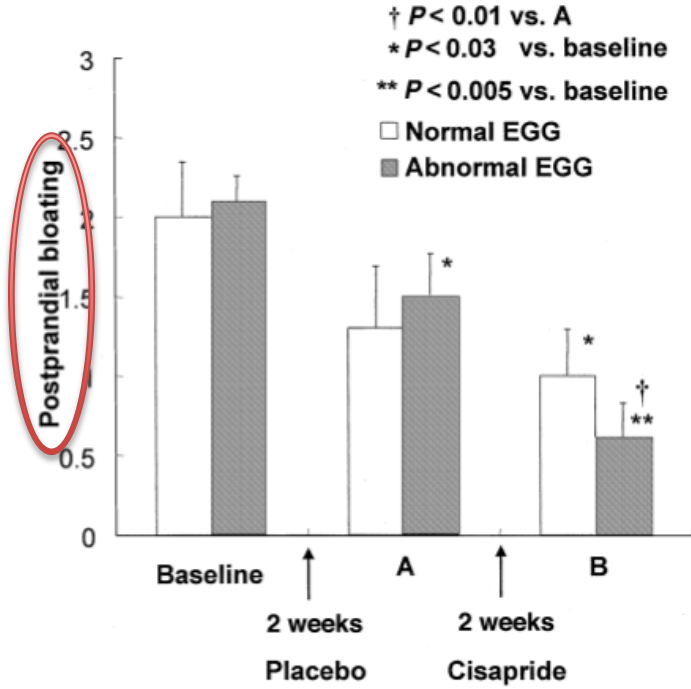 † P < 0.01 vs. A
* P < 0.03 vs. baseline
** P < 0.005 vs. baseline
Normal EGG
Abnormal EGG
Postprandial bloating
3
2.5
2
1.5
1
0.5
0
*
*
†
**
Baseline
A
B
2 weeks
2 weeks
Placebo
Cisapride